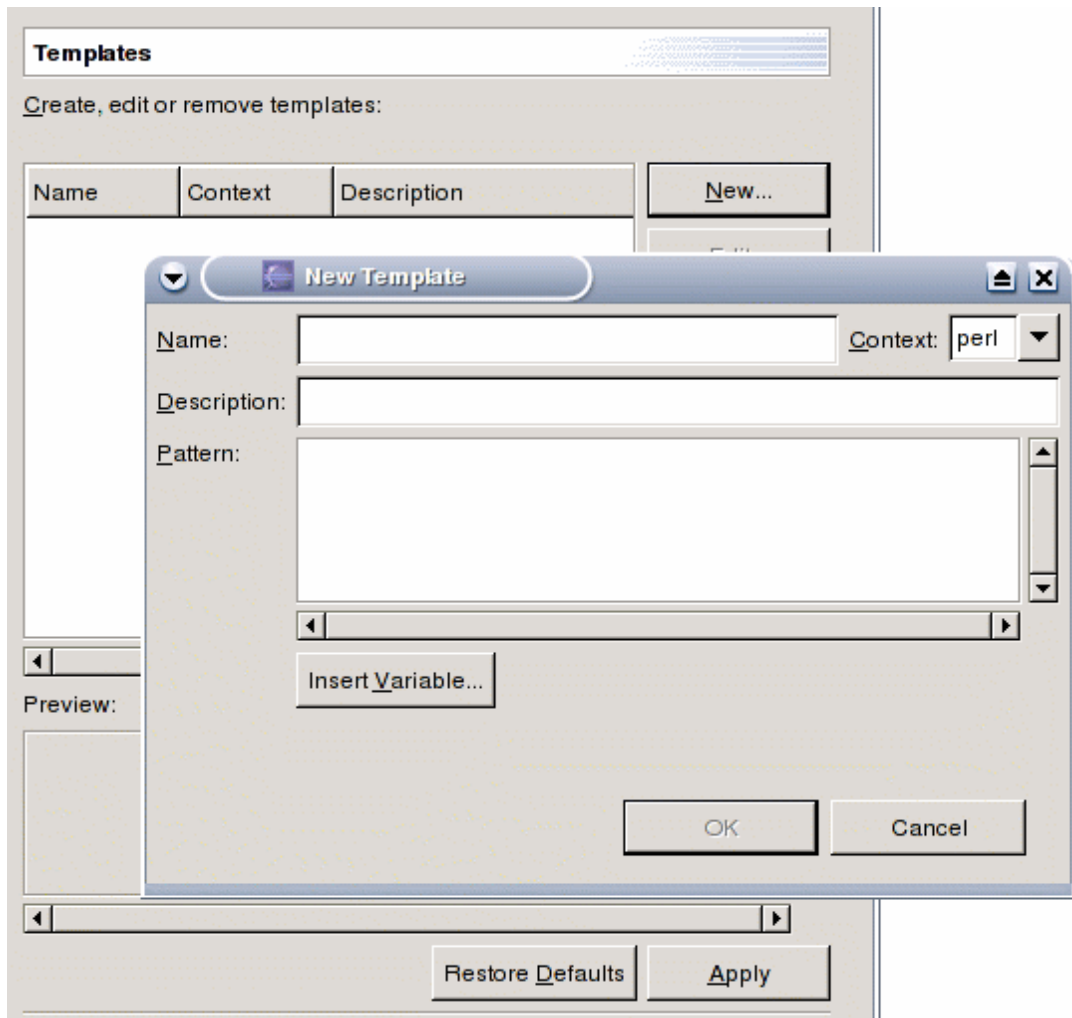 Templates
Create, edit or remove templates:
Name Context Description
New...
New Template
Name:
Context: perl
Description:
Pattern:
Insert Variable...
Preview:
OK Cancel
Restore Defaults Apply